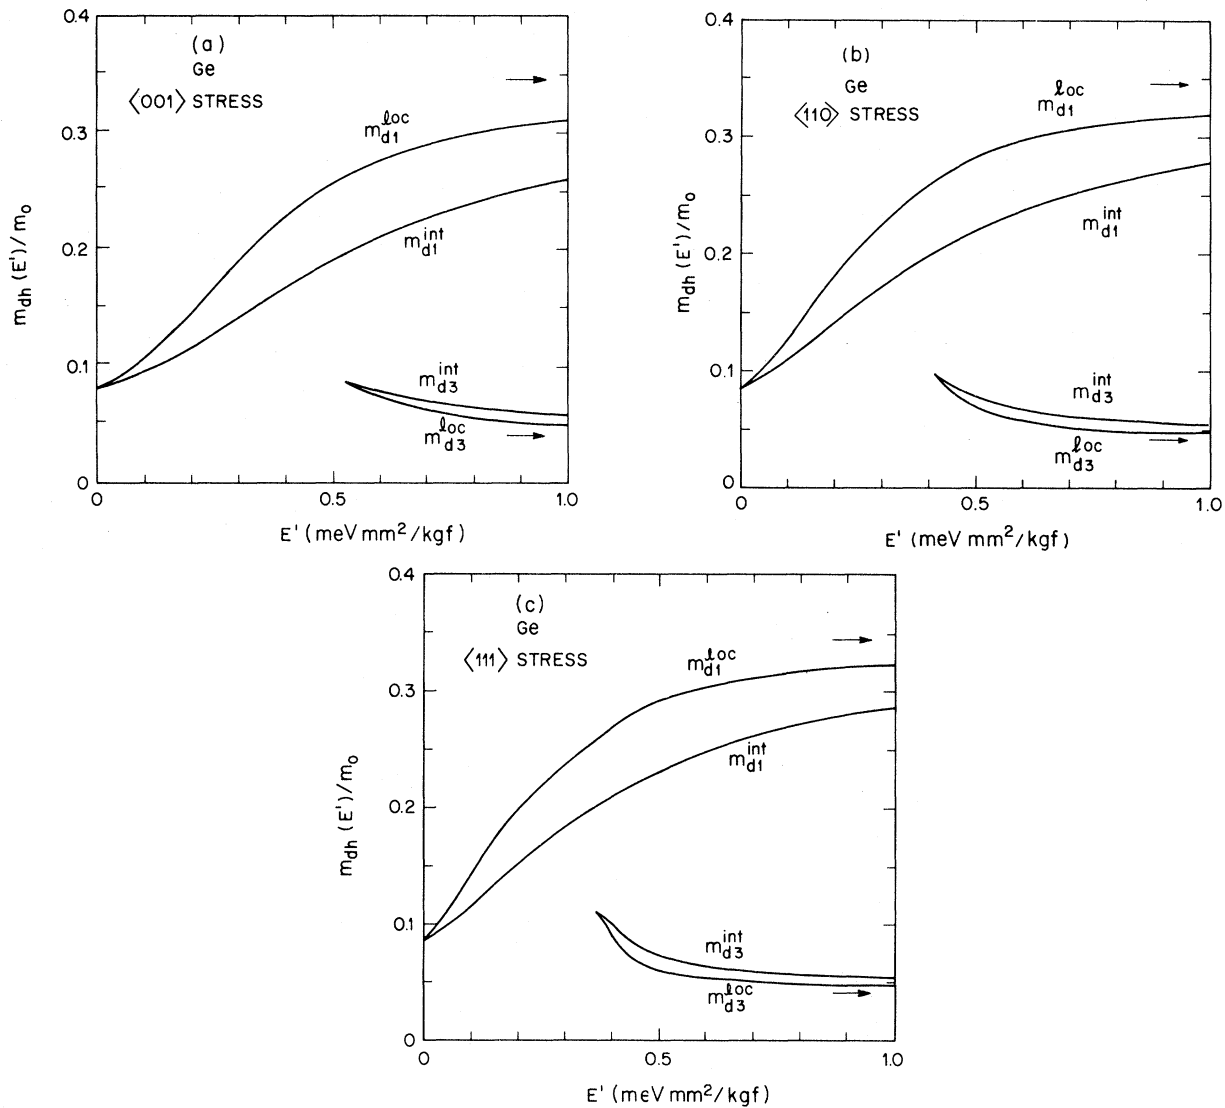 (a)
Ge
⟨001⟩ STRESS
m_d1^loc
m_d1^int
m_d3^int
m_d3^loc
0.4
0.3
0.2
0.1
0
m_dh (E')/m_o
0 0.5 1.0
E' (meV mm²/kgf)
(b)
Ge
⟨110⟩ STRESS
m_d1^loc
m_d1^int
m_d3^int
m_d3^loc
0.4
0.3
0.2
0.1
0
m_dh (E')/m_o
0 0.5 1.0
E' (meV mm²/kgf)
(c)
Ge
⟨111⟩ STRESS
m_d1^loc
m_d1^int
m_d3^int
m_d3^loc
0.4
0.3
0.2
0.1
0
m_dh (E')/m_o
0 0.5 1.0
E' (meV mm²/kgf)